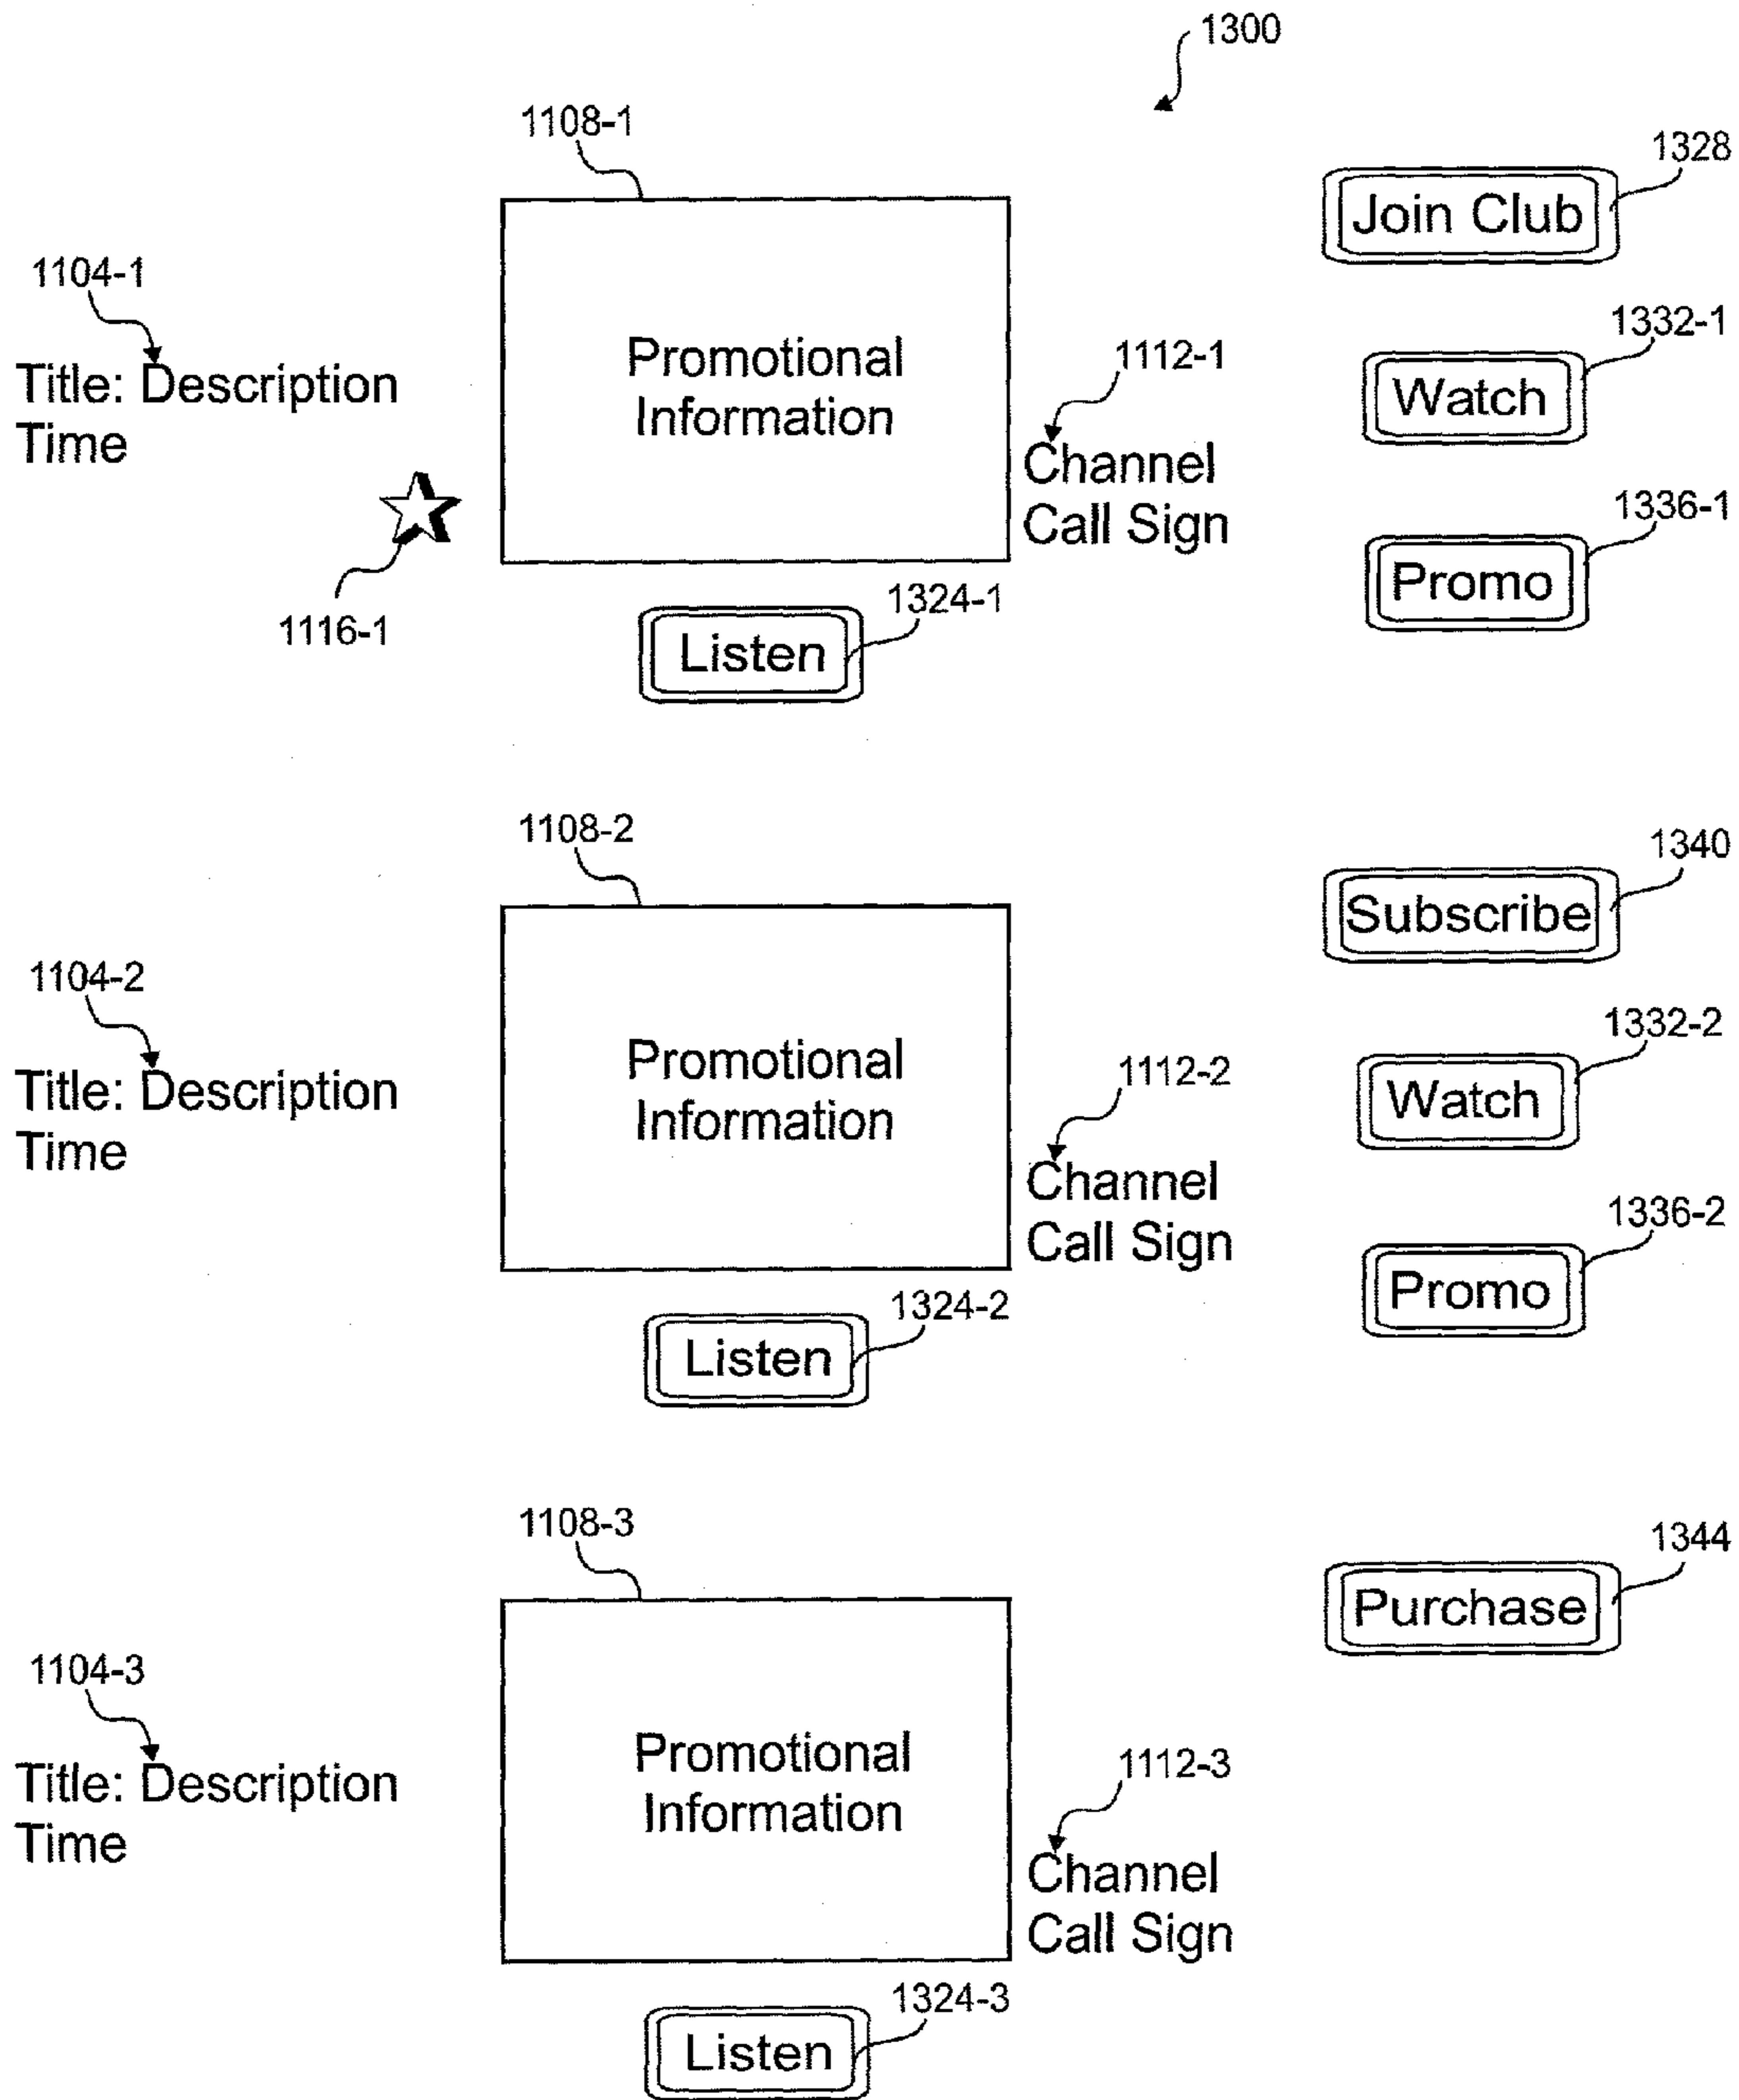 1300
1108-1
1328
Join Club
1104-1
Title: Description
Time
Promotional
Information
1112-1
Channel
Call Sign
1332-1
Watch
1336-1
Promo
1116-1
1324-1
Listen
1108-2
1340
Subscribe
1104-2
Title: Description
Time
Promotional
Information
1112-2
Channel
Call Sign
1332-2
Watch
1336-2
Promo
1324-2
Listen
1108-3
1344
Purchase
1104-3
Title: Description
Time
Promotional
Information
1112-3
Channel
Call Sign
1324-3
Listen